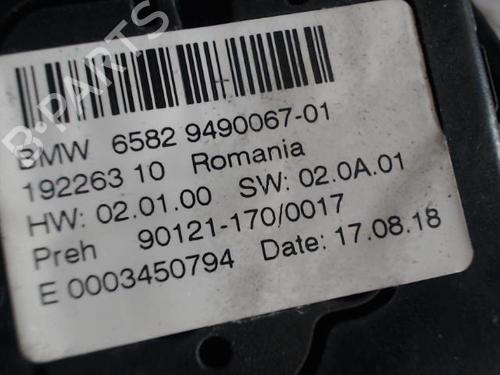 B-PARTS
BMW 6582 9490067-01
192263 10 Romania
HW: 02.01.00 SW: 02.0A.01
Preh 90121-170/0017
E 0003450794 Date: 17.08.18